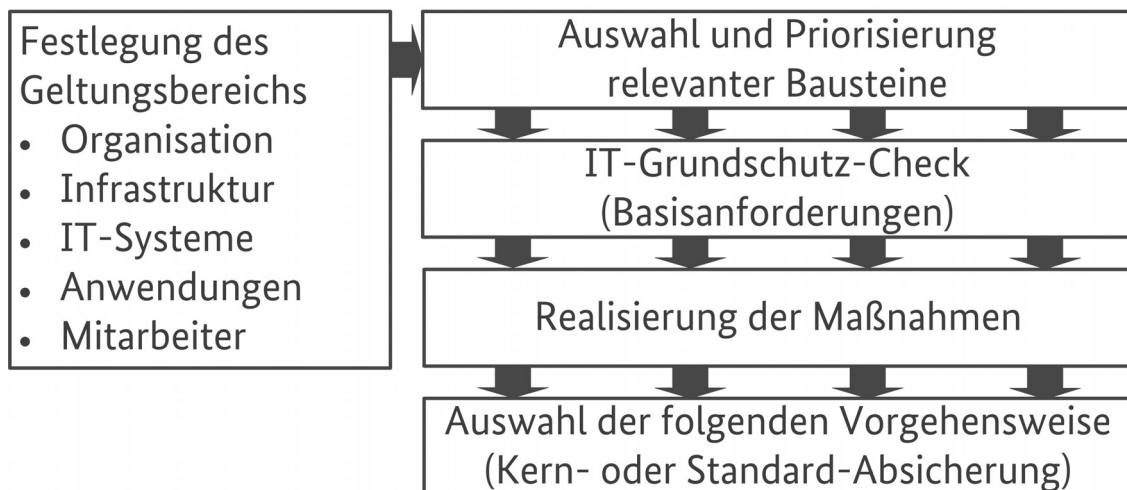 Festlegung des
Geltungsbereichs
• Organisation
• Infrastruktur
• IT-Systeme
• Anwendungen
• Mitarbeiter
Auswahl und Priorisierung
relevanter Bausteine
IT-Grundschutz-Check
(Basisanforderungen)
Realisierung der Maßnahmen
Auswahl der folgenden Vorgehensweise
(Kern- oder Standard-Absicherung)